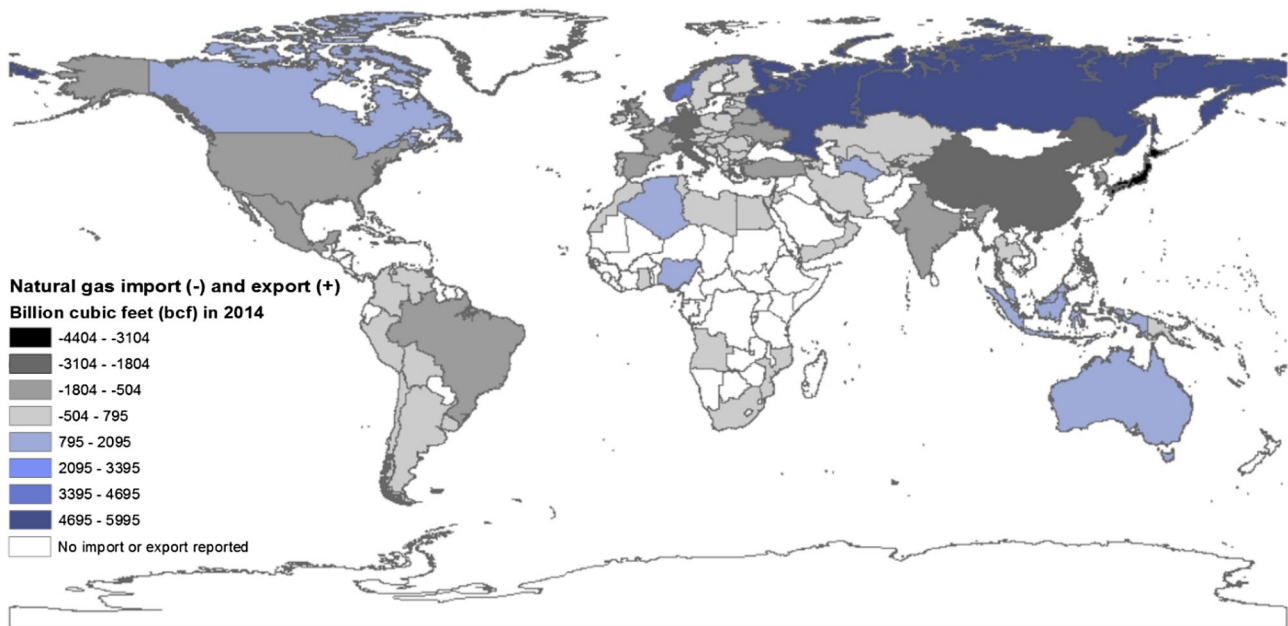 Natural gas import (-) and export (+)
Billion cubic feet (bcf) in 2014
-4404 - -3104
-3104 - -1804
-1804 - -504
-504 - 795
795 - 2095
2095 - 3395
3395 - 4695
4695 - 5995
No import or export reported